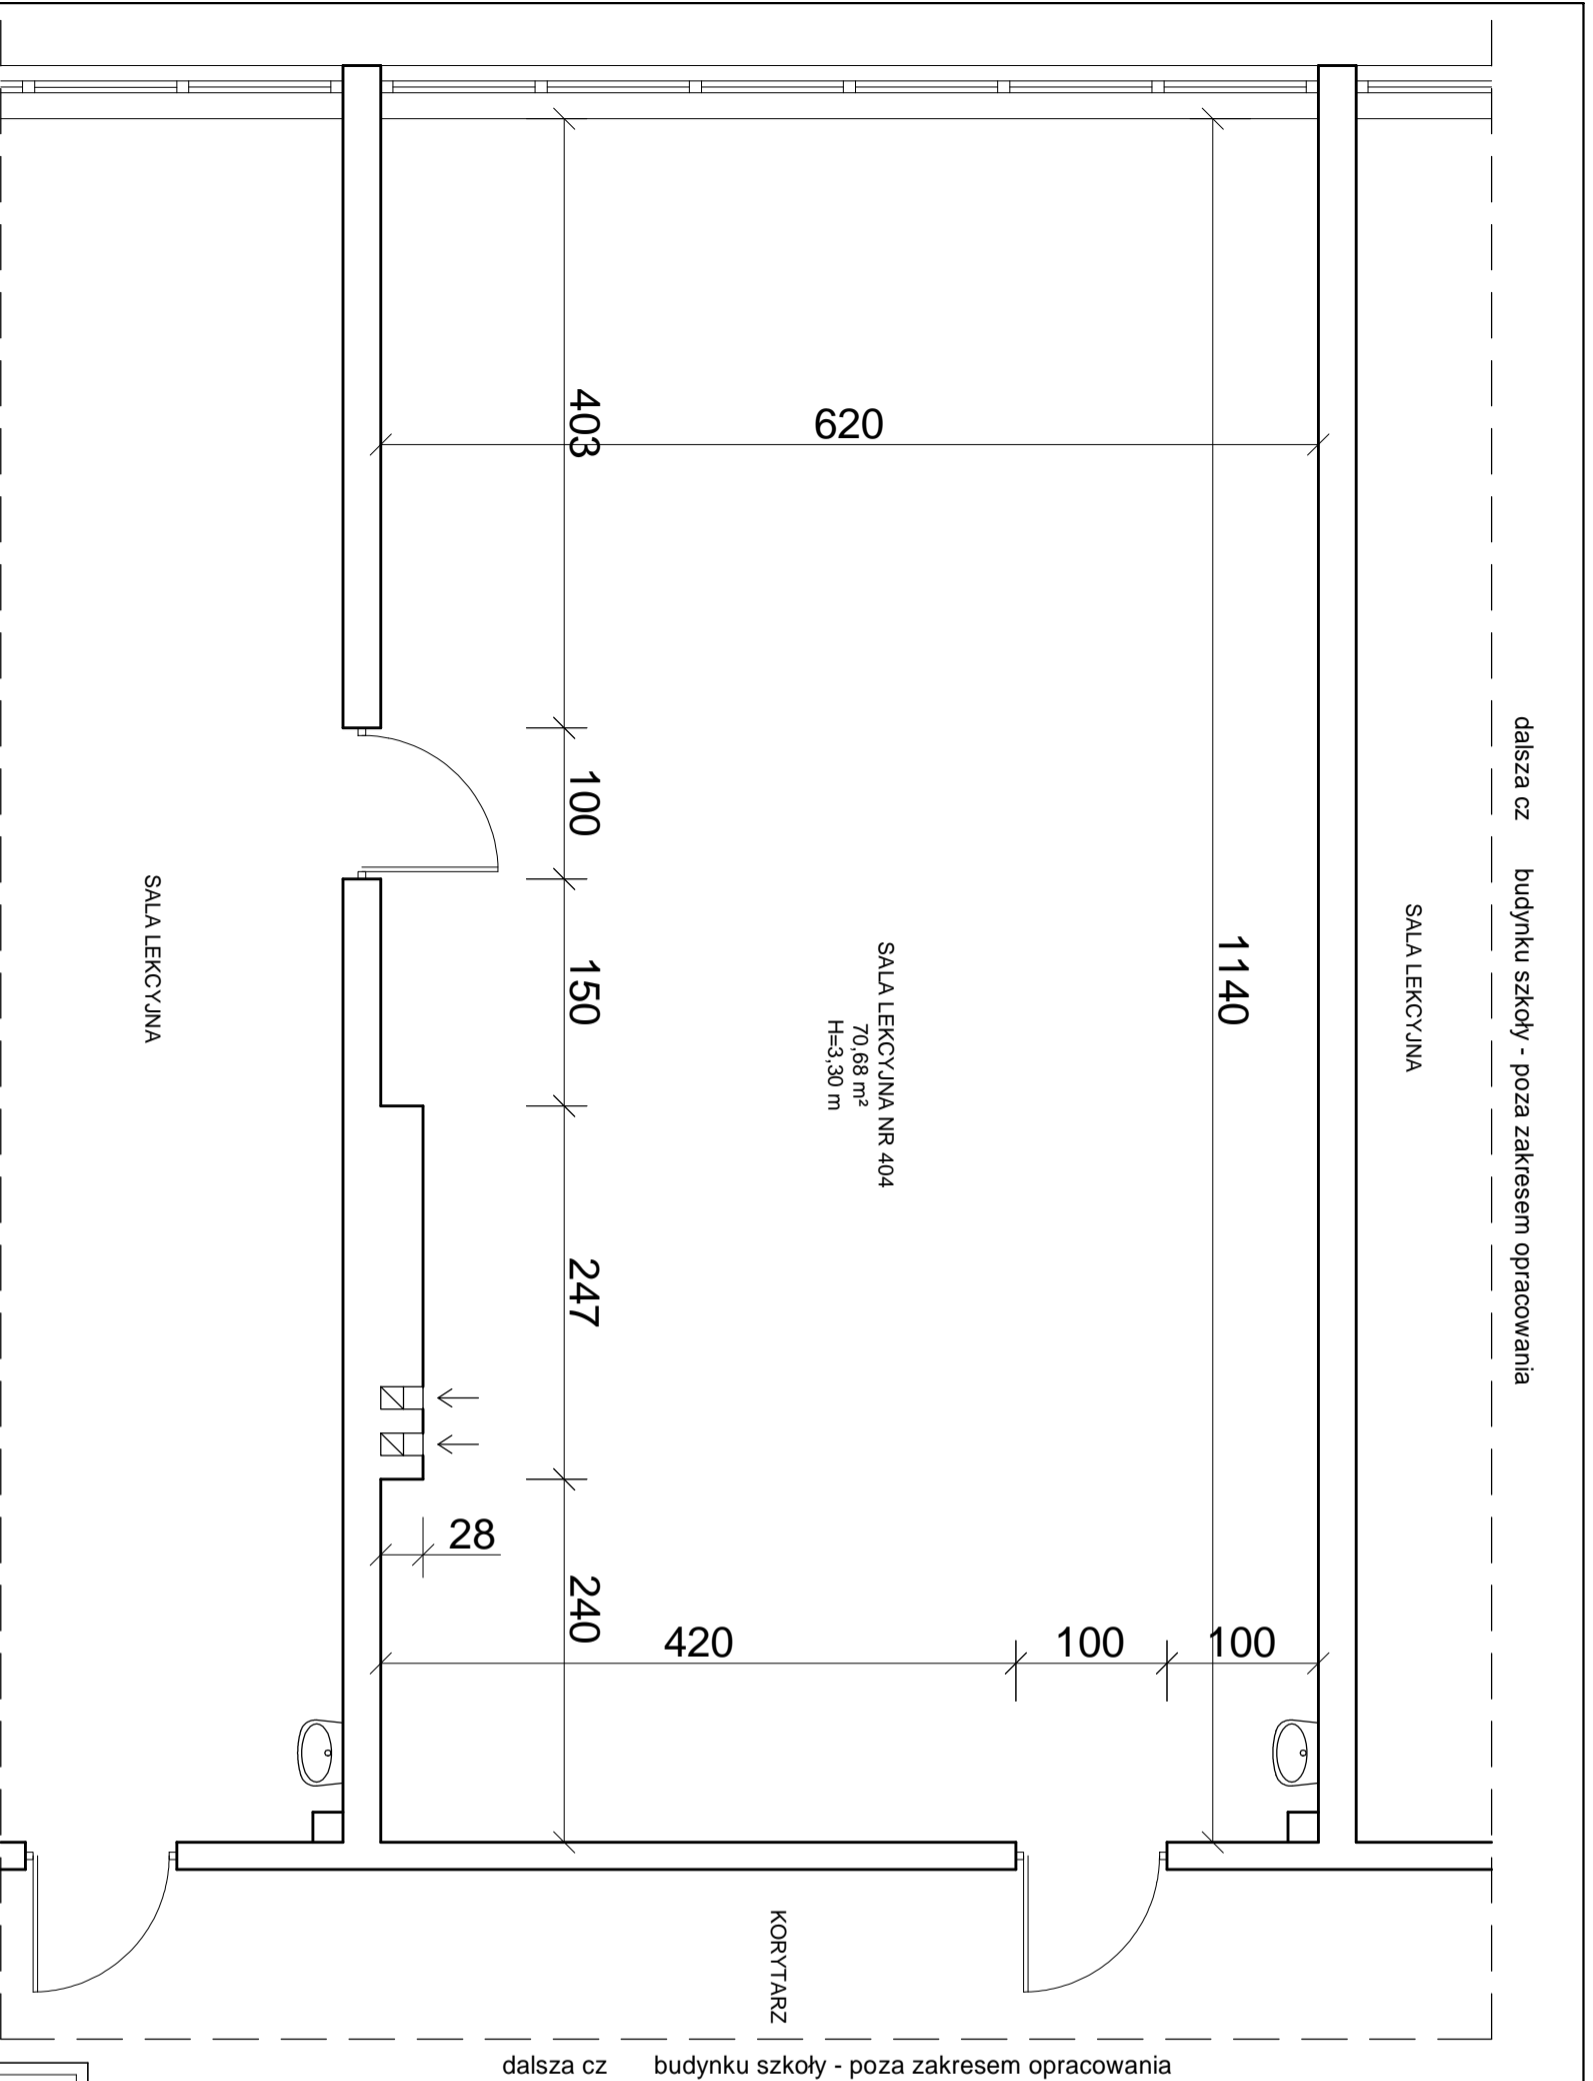 403
620
100
150
1140
SALA LEKCYJNA NR 404
70,68 m²
H=3,30 m
SALA LEKCYJNA
SALA LEKCYJNA
dalsza cz budynku szkoły - poza zakresem opracowania
247
28
240
420
100
100
KORYTARZ
dalsza cz budynku szkoły - poza zakresem opracowania